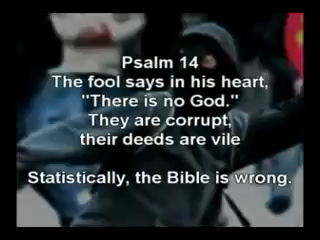 Psalm 14
The fool says in his heart,
"There is no God."
They are corrupt,
their deeds are vile
Statistically, the Bible is wrong.